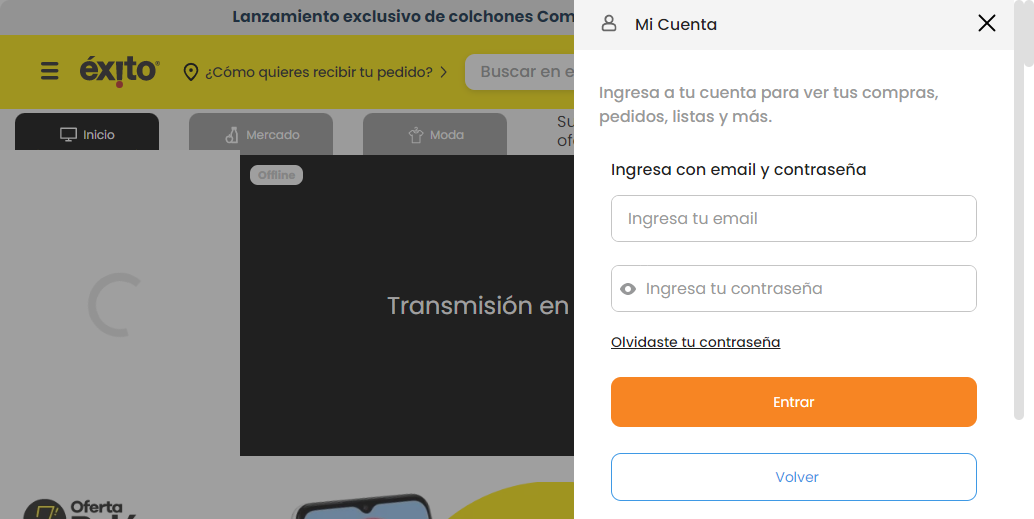 Lanzamiento exclusivo de colchones Com
Mi Cuenta
éxito
¿Cómo quieres recibir tu pedido?
Buscar en e
Inicio
Mercado
Moda
Su
ofe
Offline
Transmisión en
Ingresa a tu cuenta para ver tus compras,
pedidos, listas y más.
Ingresa con email y contraseña
Ingresa tu email
Ingresa tu contraseña
Olvidaste tu contraseña
Entrar
Volver
Oferta